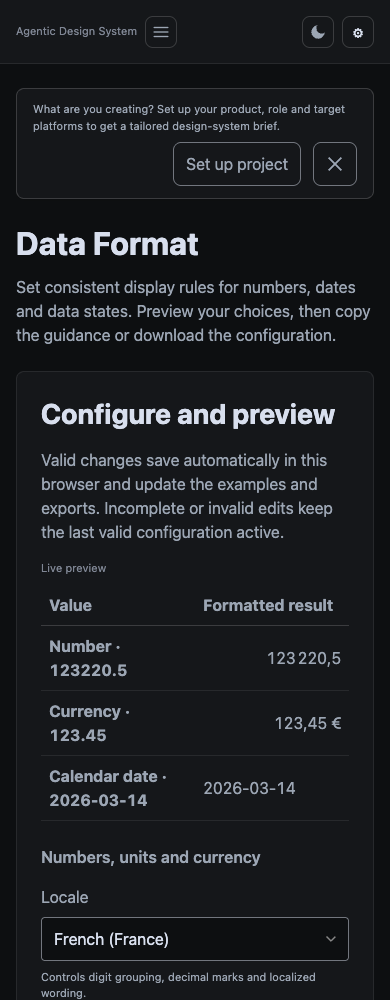 Agentic Design System
What are you creating? Set up your product, role and target
platforms to get a tailored design-system brief.
Set up project
Data Format
Set consistent display rules for numbers, dates
and data states. Preview your choices, then copy
the guidance or download the configuration.
Configure and preview
Valid changes save automatically in this
browser and update the examples and
exports. Incomplete or invalid edits keep
the last valid configuration active.
Live preview
Value Formatted result
Number ·
123220.5
123 220,5
Currency ·
123.45
123,45 €
Calendar date ·
2026-03-14
2026-03-14
Numbers, units and currency
Locale
French (France)
Controls digit grouping, decimal marks and localized
wording.